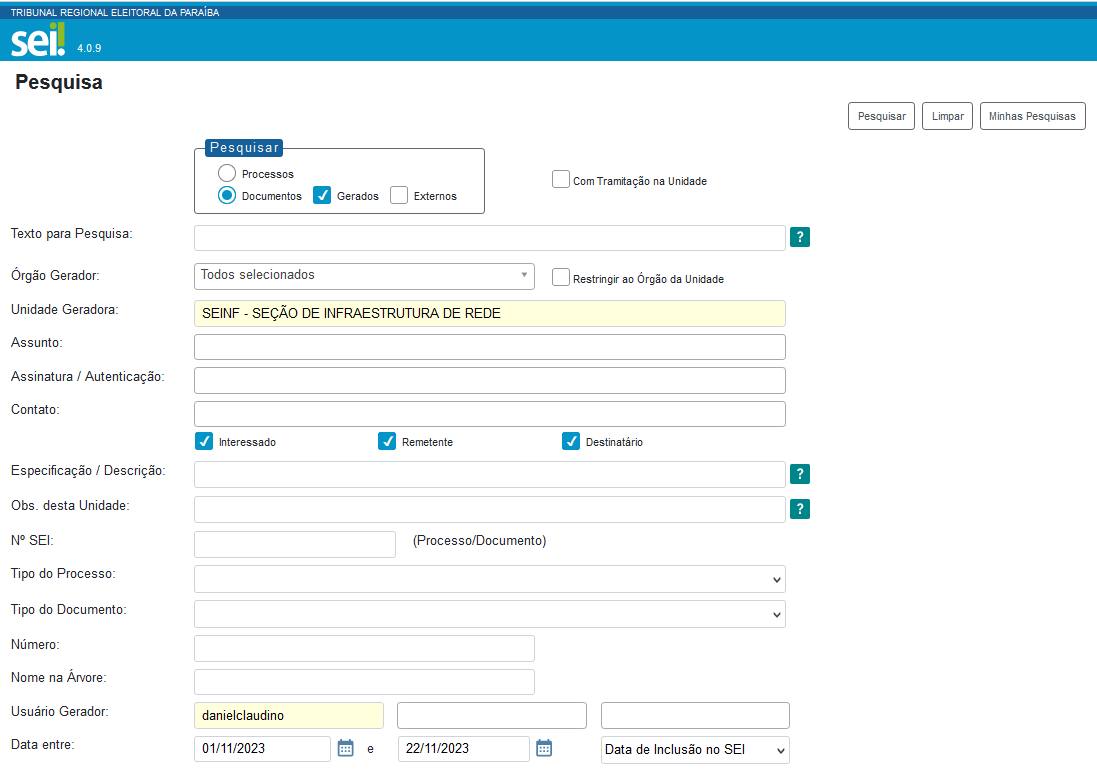 TRIBUNAL REGIONAL ELEITORAL DA PARAÍBA
sei! 4.0.9
Pesquisa
Pesquisar Limpar Minhas Pesquisas
Pesquisar
Processos
Documentos Gerados Externos
Com Tramitação na Unidade
Texto para Pesquisa: ?
Órgão Gerador: Todos selecionados Restringir ao Órgão da Unidade
Unidade Geradora: SEINF - SEÇÃO DE INFRAESTRUTURA DE REDE
Assunto:
Assinatura / Autenticação:
Contato:
Interessado Remetente Destinatário
Especificação / Descrição: ?
Obs. desta Unidade: ?
Nº SEI: (Processo/Documento)
Tipo do Processo:
Tipo do Documento:
Número:
Nome na Árvore:
Usuário Gerador: danielclaudino
Data entre: 01/11/2023 e 22/11/2023 Data de Inclusão no SEI